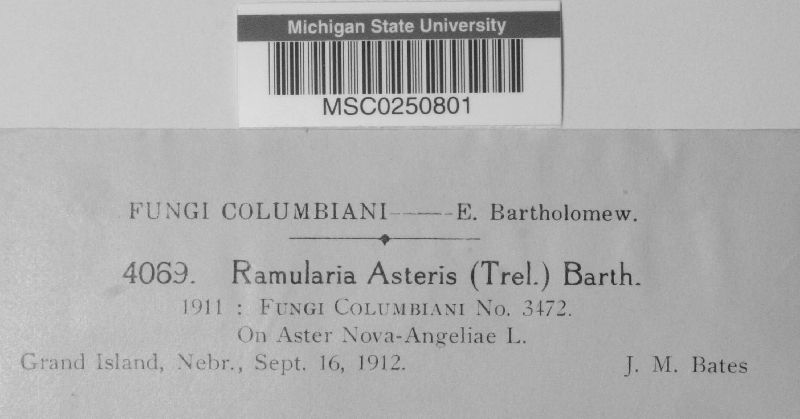 Michigan State University
MSC0250801
FUNGI COLUMBIANI——E. Bartholomew.
4069. Ramularia Asteris (Trel.) Barth.
1911 : FUNGI COLUMBIANI No. 3472.
On Aster Nova-Angeliae L.
Grand Island, Nebr., Sept. 16, 1912. J. M. Bates